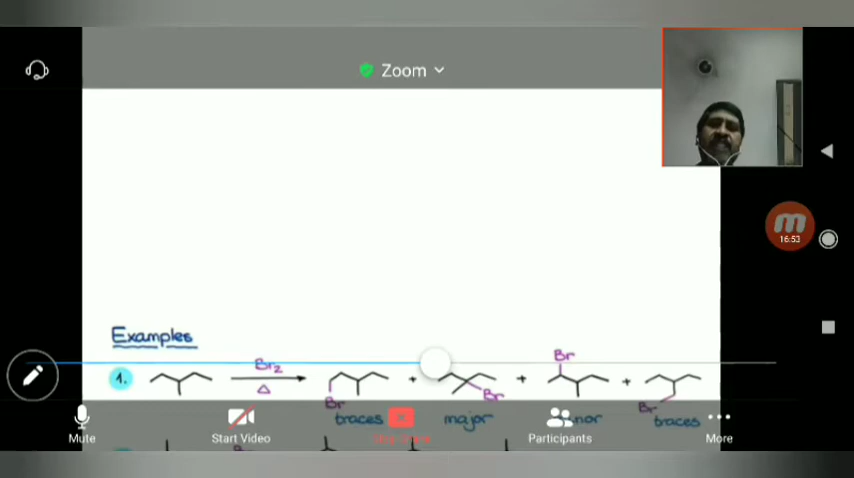 Zoom
16:53
Examples
1. Br2 Δ + + Br +
Br Br Br
traces major traces
Mute Start Video Participants More